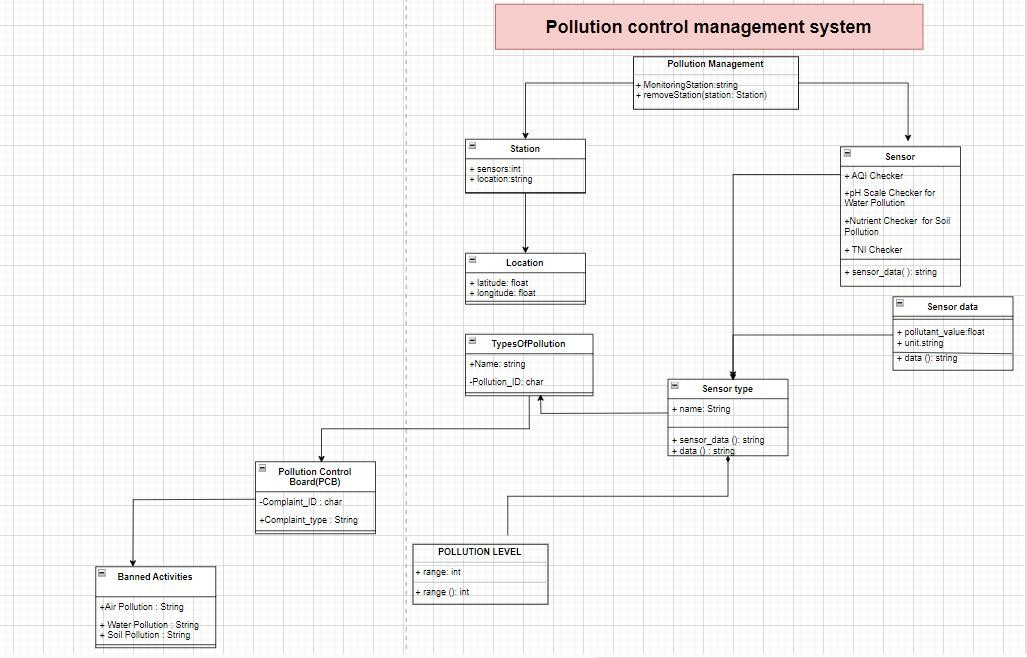 Pollution control management system
Pollution Management
+ MonitoringStation:string
+ removeStation(station: Station)
Station
+ sensors:int
+ location:string
Sensor
+ AQI Checker
+pH Scale Checker for
Water Pollution
+Nutrient Checker for Soil
Pollution
+ TNI Checker
+ sensor_data( ): string
Location
+ latitude: float
+ longitude: float
Sensor data
+ pollutant_value:float
+ unit.string
+ data (): string
TypesOfPollution
+Name: string
-Pollution_ID: char
Sensor type
+ name: String
+ sensor_data (): string
+ data () : string
Pollution Control
Board(PCB)
-Complaint_ID : char
+Complaint_type : String
POLLUTION LEVEL
+ range: int
+ range (): int
Banned Activities
+Air Pollution : String
+ Water Pollution : String
+ Soil Pollution : String